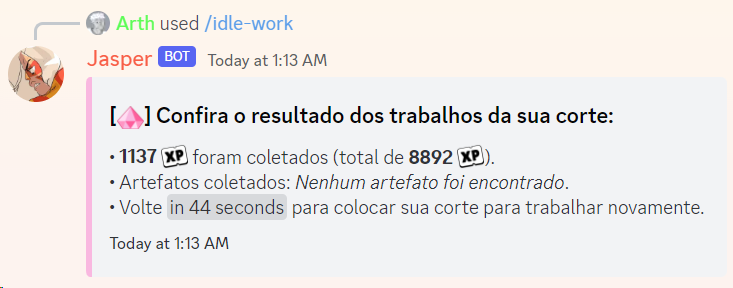 Arth used /idle-work
Jasper BOT Today at 1:13 AM
[] Confira o resultado dos trabalhos da sua corte:
• 1137 XP foram coletados (total de 8892 XP).
• Artefatos coletados: Nenhum artefato foi encontrado.
• Volte in 44 seconds para colocar sua corte para trabalhar novamente.
Today at 1:13 AM